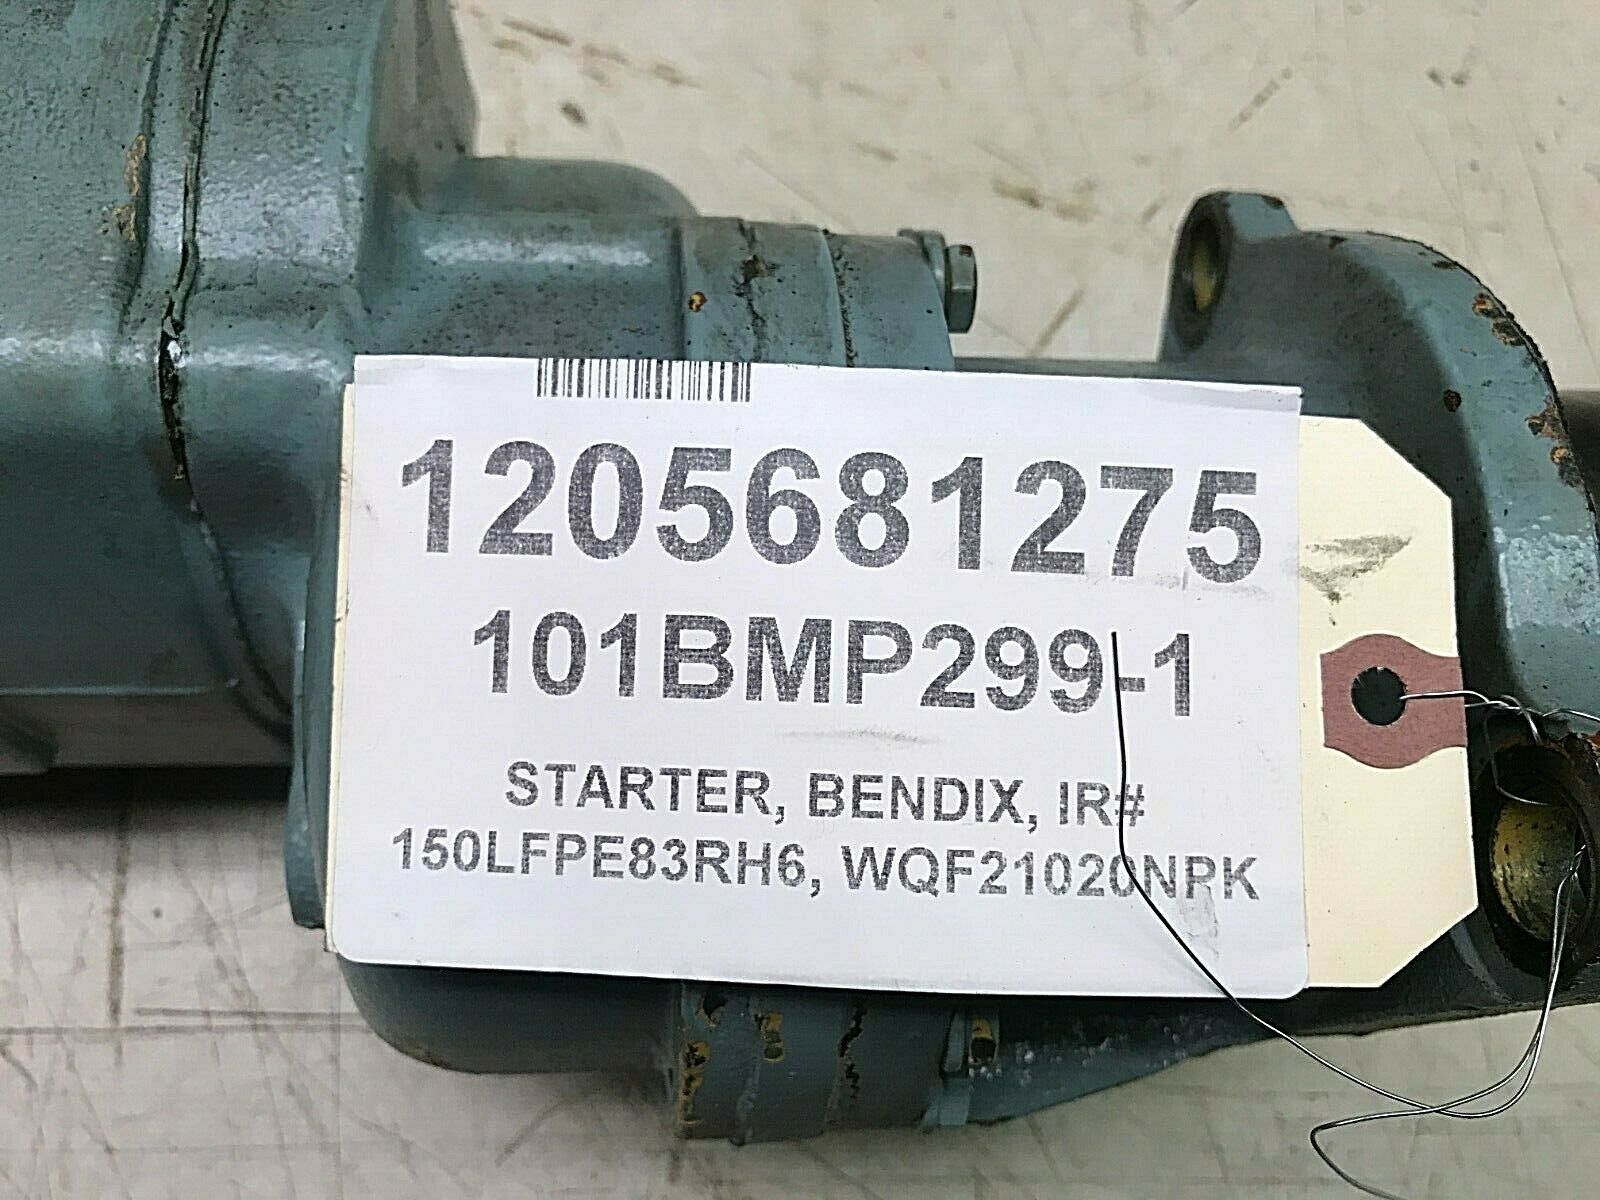 1205681275
101BMP299-1
STARTER, BENDIX, IR#
150LFPE83RH6, WQF21020NPK